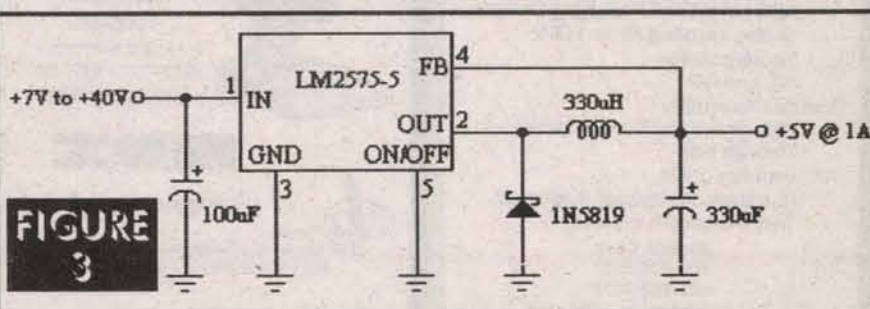 +7V to +40V
1
IN
LM2575-5
FB
4
OUT
2
GND
ON/OFF
3
5
100uF
330uH
+5V @ 1A
1N5819
330uF
FIGURE
3